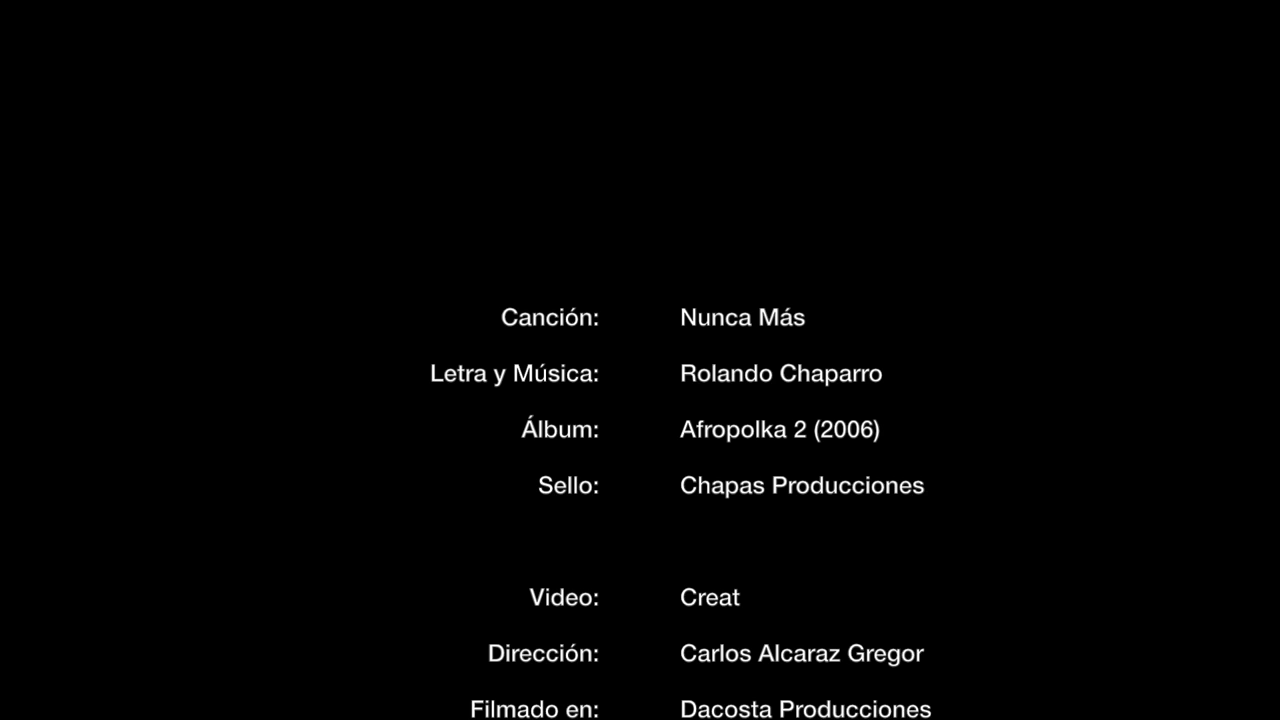 Canción: Nunca Más
Letra y Música: Rolando Chaparro
Álbum: Afropolka 2 (2006)
Sello: Chapas Producciones
Video: Creat
Dirección: Carlos Alcaraz Gregor
Filmado en: Dacosta Producciones